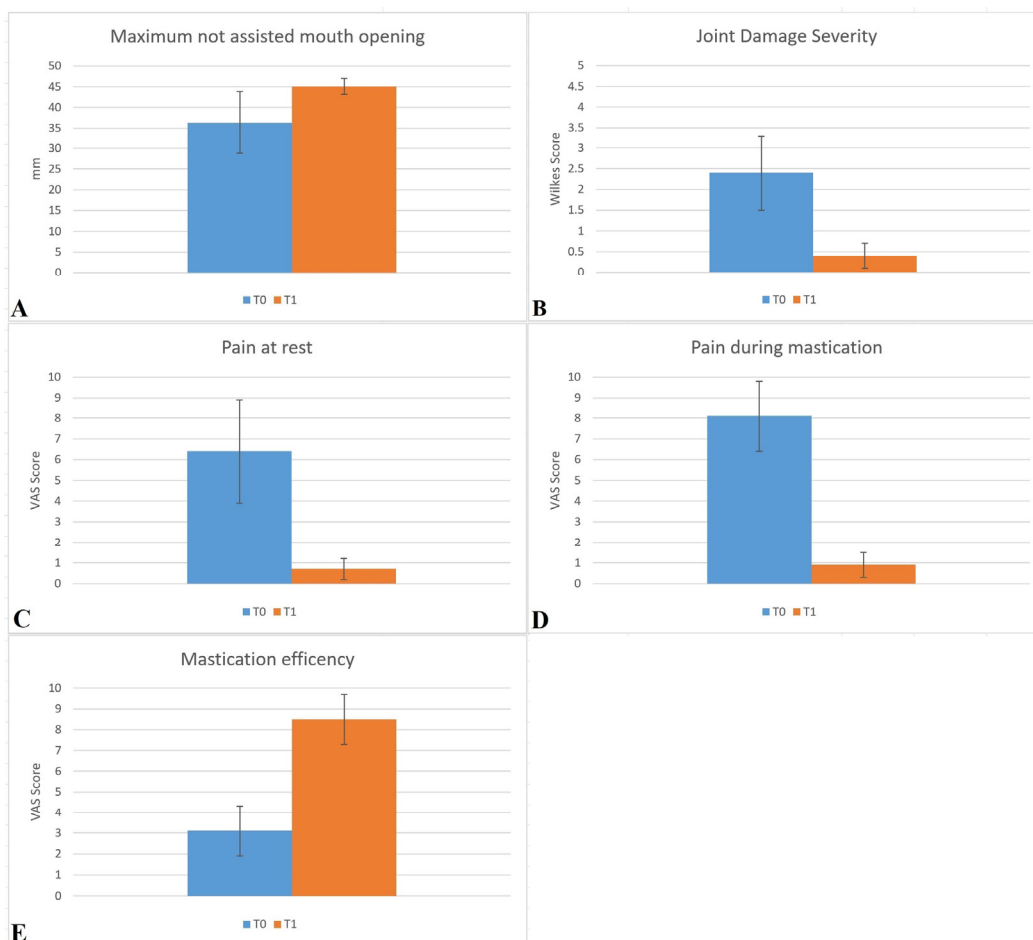 Maximum not assisted mouth opening
50
45
40
35
30
25
20
15
10
5
0
mm
T0 T1
A
Joint Damage Severity
5
4.5
4
3.5
3
2.5
2
1.5
1
0.5
0
Wilkes Score
T0 T1
B
Pain at rest
10
9
8
7
6
5
4
3
2
1
0
VAS Score
T0 T1
C
Pain during mastication
10
9
8
7
6
5
4
3
2
1
0
VAS Score
T0 T1
D
Mastication efficency
10
9
8
7
6
5
4
3
2
1
0
VAS Score
T0 T1
E